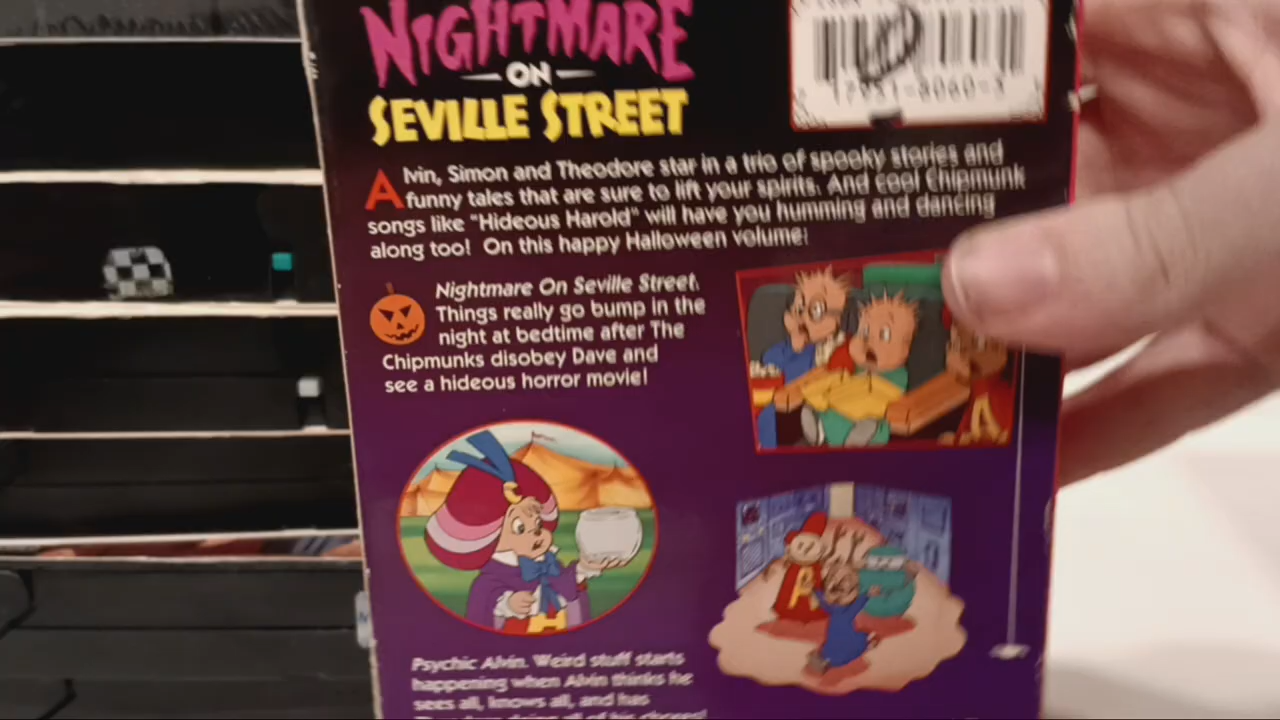 NIGHTMARE
ON
SEVILLE STREET
Alvin, Simon and Theodore star in a trio of spooky stories and
funny tales that are sure to lift your spirits. And cool Chipmunk
songs like "Hideous Harold" will have you humming and dancing
along too! On this happy Halloween volume:
Nightmare On Seville Street.
Things really go bump in the
night at bedtime after The
Chipmunks disobey Dave and
see a hideous horror movie!
A
A
Psychic Alvin. Weird stuff starts
happening when Alvin thinks he
sees all, knows all, and has